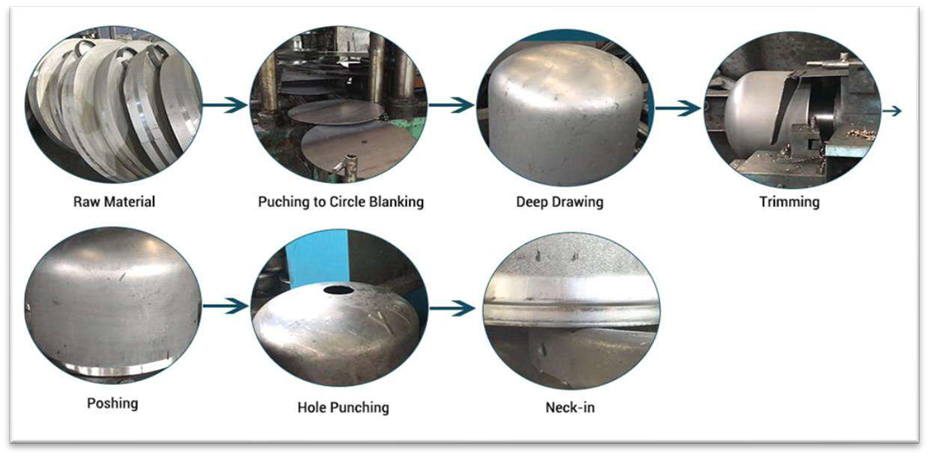 Raw Material
Puching to Circle Blanking
Deep Drawing
Trimming
Poshing
Hole Punching
Neck-in